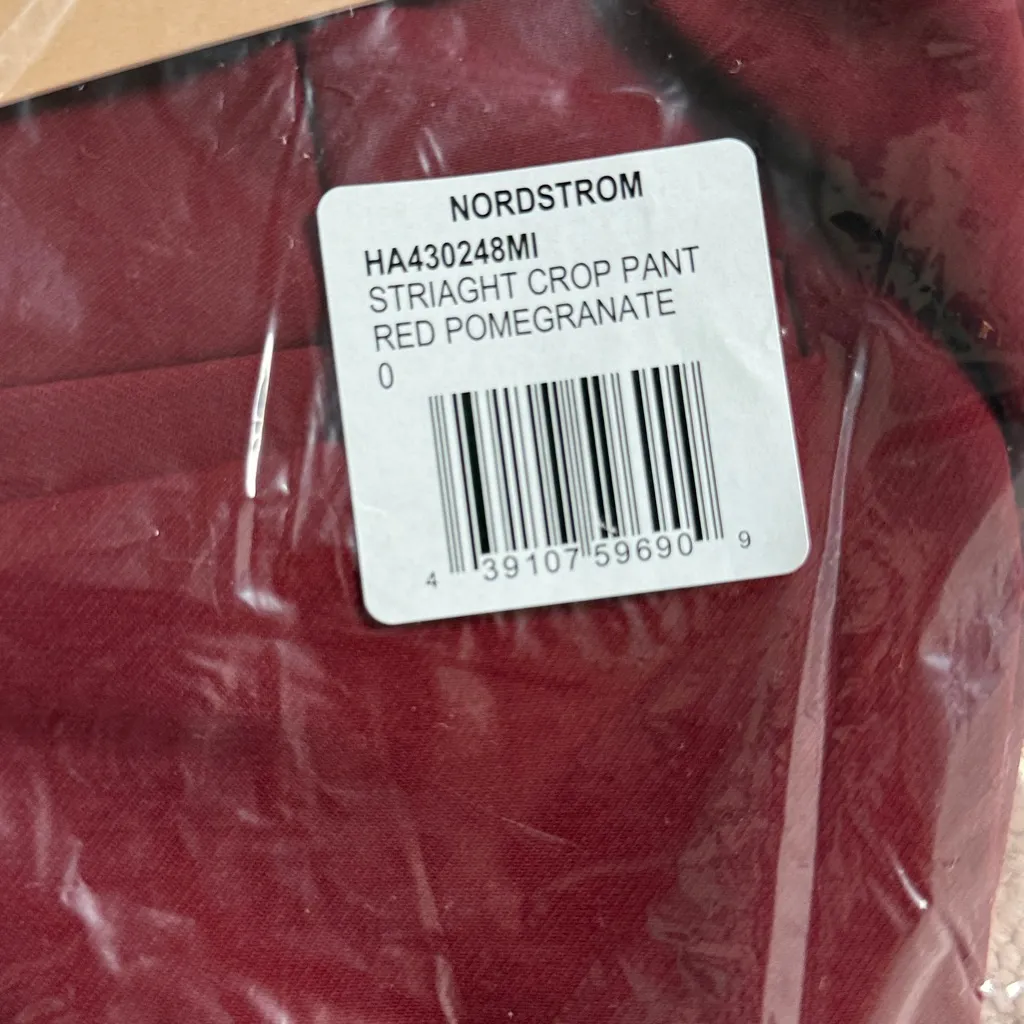 NORDSTROM
HA430248MI
STRIAGHT CROP PANT
RED POMEGRANATE
0
4 39107 59690 9